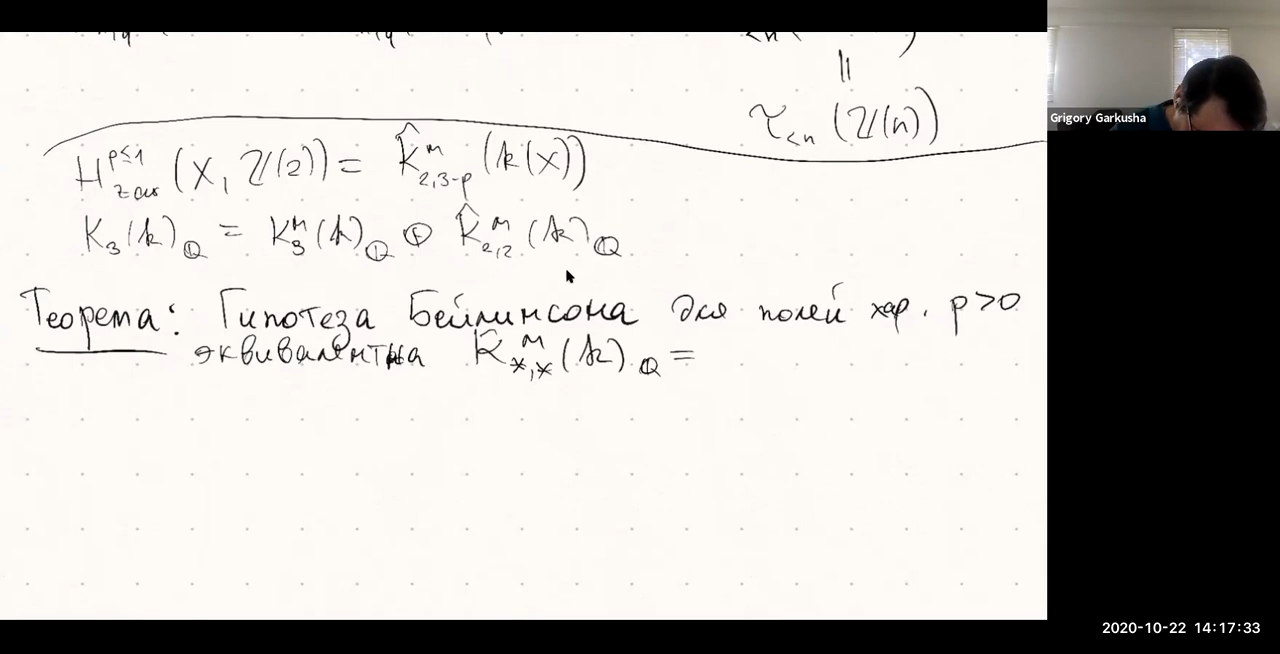 ||
τ_{<n} (ℤ(n))
H^{p≤1}_{zar} (X, ℤ(2)) = K̂^M_{2,3-p} (k(X))
K_3(k)_ℚ = K^M_3(k)_ℚ ⊕ K̂^M_{2,2}(k)_ℚ
Теорема: Гипотеза Бейлинсона для полей хар. p>0
эквивалентна K̂^M_{*,*}(k)_ℚ =
Grigory Garkusha
2020-10-22 14:17:33